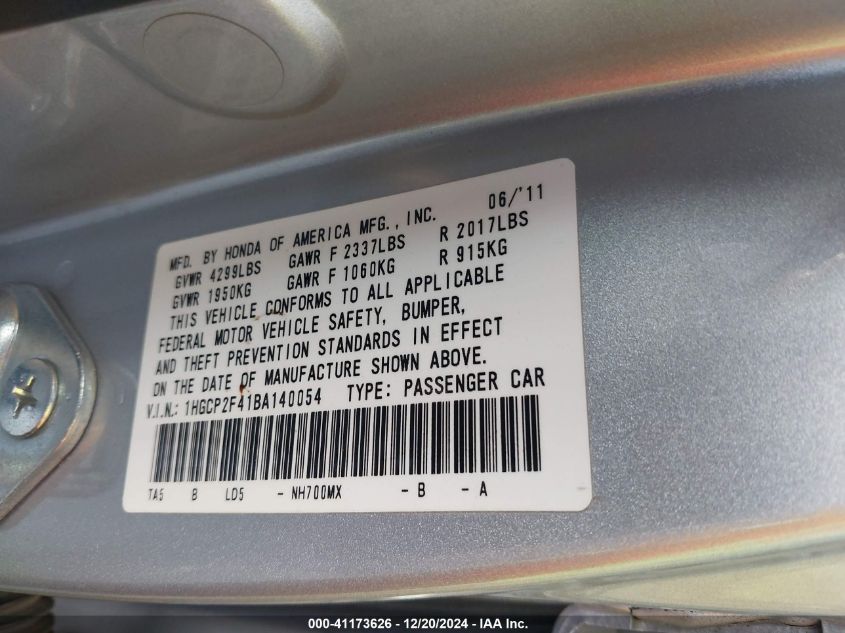 06/'11
MFD. BY HONDA OF AMERICA MFG., INC.
GVWR 4299LBS GAWR F 2337LBS R 2017LBS
GVWR 1950KG GAWR F 1060KG R 915KG
THIS VEHICLE CONFORMS TO ALL APPLICABLE
FEDERAL MOTOR VEHICLE SAFETY, BUMPER,
AND THEFT PREVENTION STANDARDS IN EFFECT
ON THE DATE OF MANUFACTURE SHOWN ABOVE.
V.I.N.: 1HGCP2F41BA140054 TYPE: PASSENGER CAR
TA5 B LD5 - NH700MX - B - A
000-41173626 - 12/20/2024 - IAA Inc.